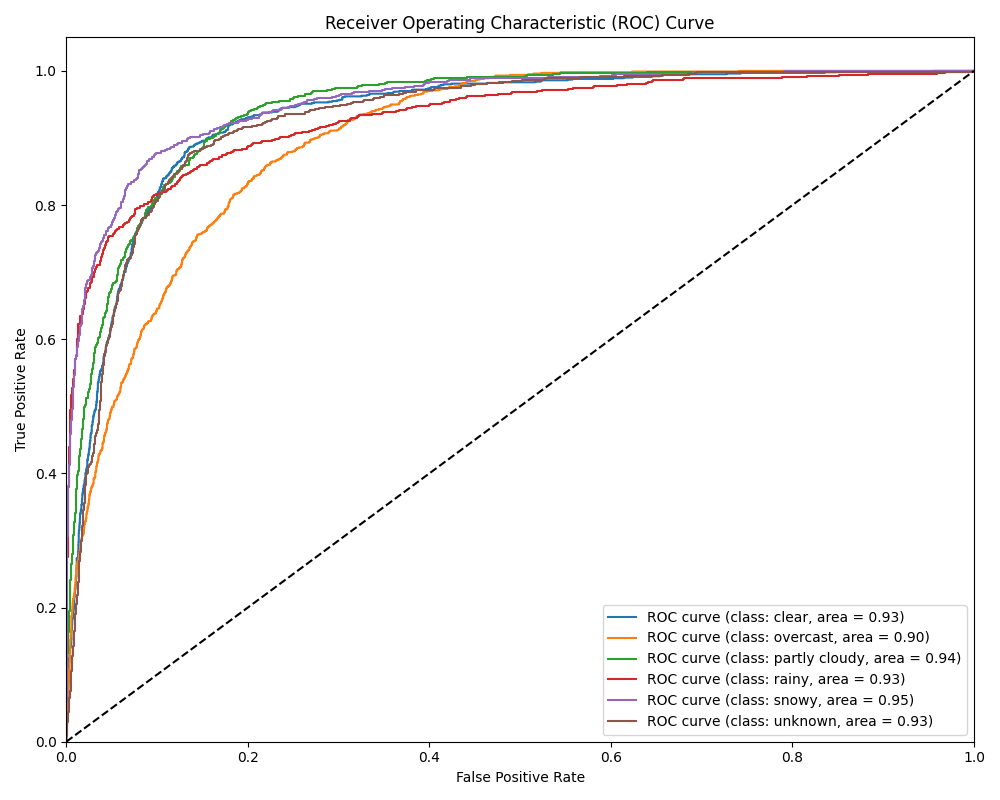 Receiver Operating Characteristic (ROC) Curve
True Positive Rate
1.0
0.8
0.6
0.4
0.2
0.0
0.0 0.2 0.4 0.6 0.8 1.0
False Positive Rate
ROC curve (class: clear, area = 0.93)
ROC curve (class: overcast, area = 0.90)
ROC curve (class: partly cloudy, area = 0.94)
ROC curve (class: rainy, area = 0.93)
ROC curve (class: snowy, area = 0.95)
ROC curve (class: unknown, area = 0.93)